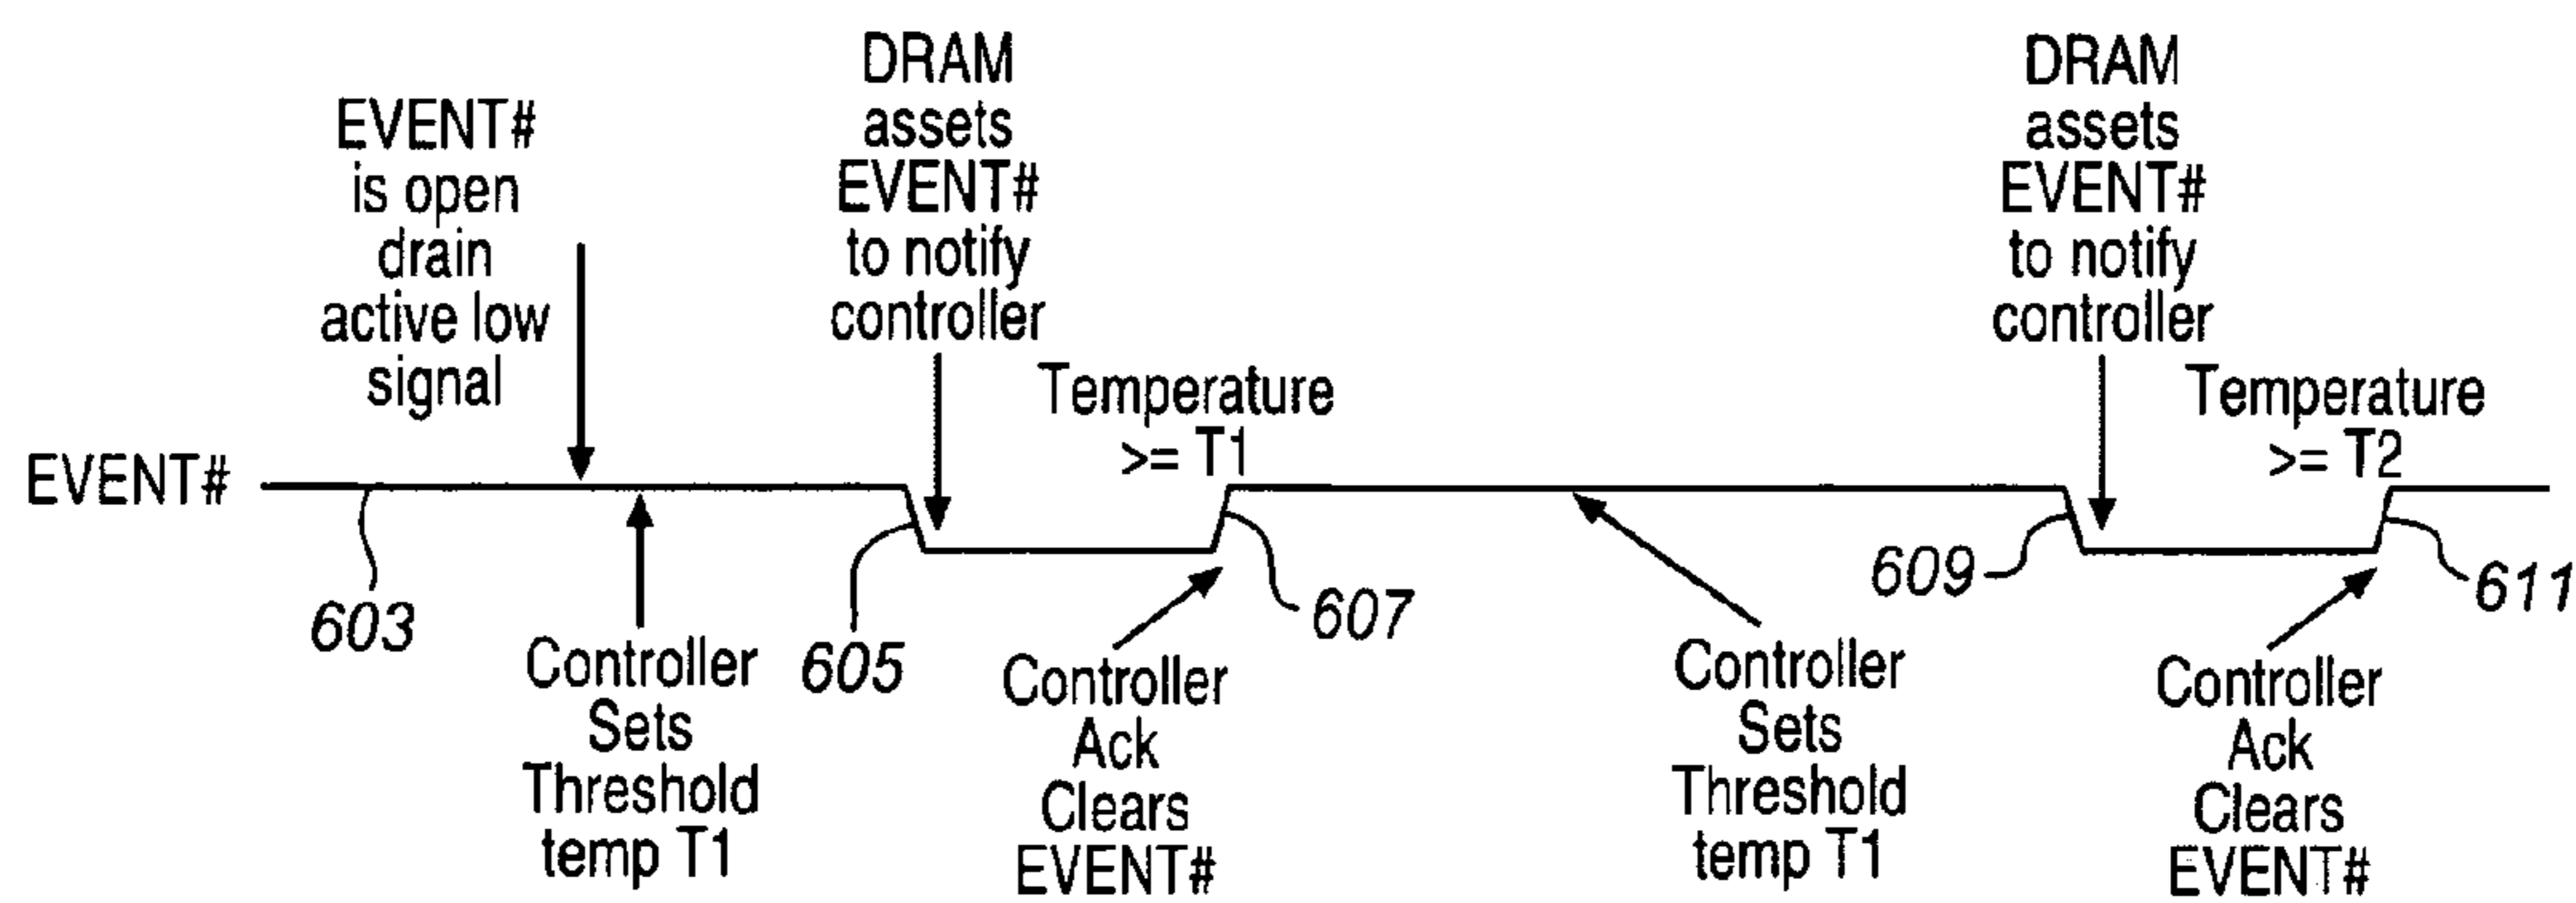 EVENT#
is open
drain
active low
signal
DRAM
assets
EVENT#
to notify
controller
Temperature
>= T1
DRAM
assets
EVENT#
to notify
controller
Temperature
>= T2
EVENT#
603
Controller
Sets
Threshold
temp T1
605
Controller
Ack
Clears
EVENT#
607
Controller
Sets
Threshold
temp T1
609
Controller
Ack
Clears
EVENT#
611